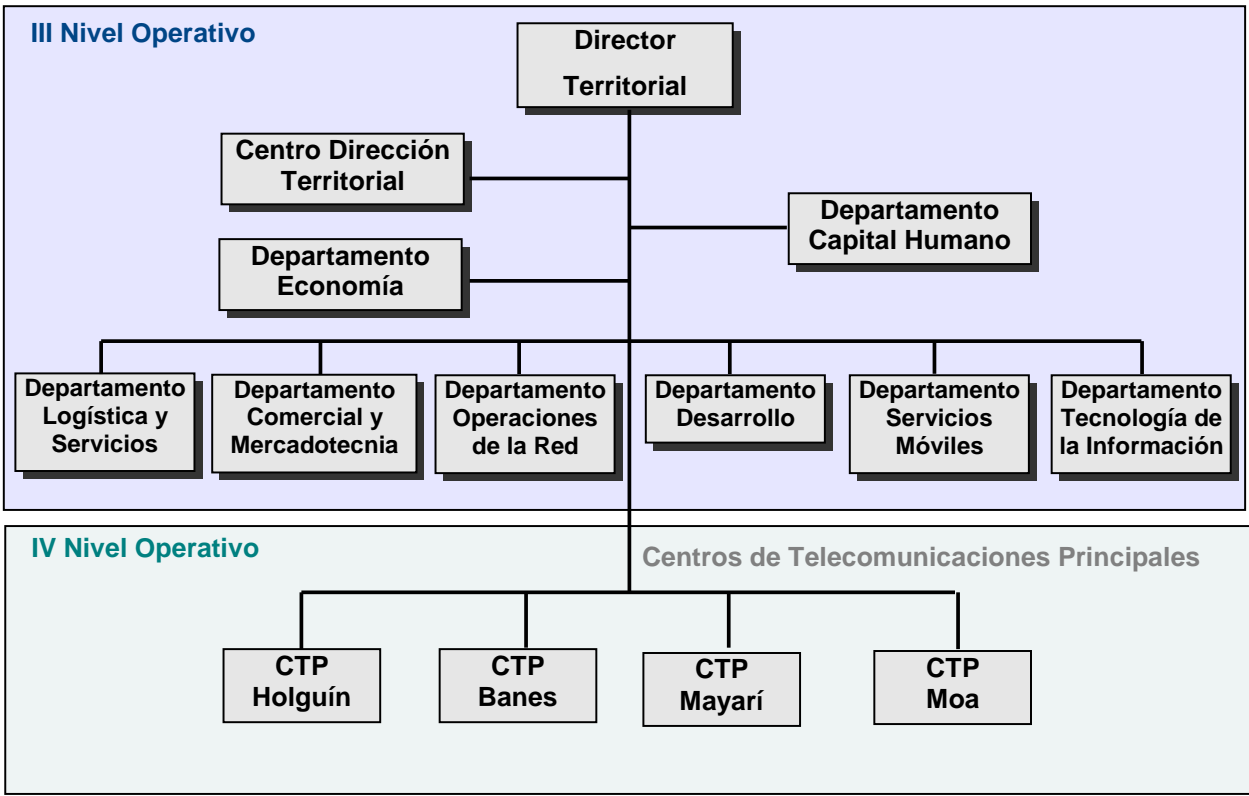 III Nivel Operativo
Director
Territorial
Centro Dirección
Territorial
Departamento
Capital Humano
Departamento
Economía
Departamento
Logística y
Servicios
Departamento
Comercial y
Mercadotecnia
Departamento
Operaciones
de la Red
Departamento
Desarrollo
Departamento
Servicios
Móviles
Departamento
Tecnología de
la Información
IV Nivel Operativo
Centros de Telecomunicaciones Principales
CTP
Holguín
CTP
Banes
CTP
Mayarí
CTP
Moa